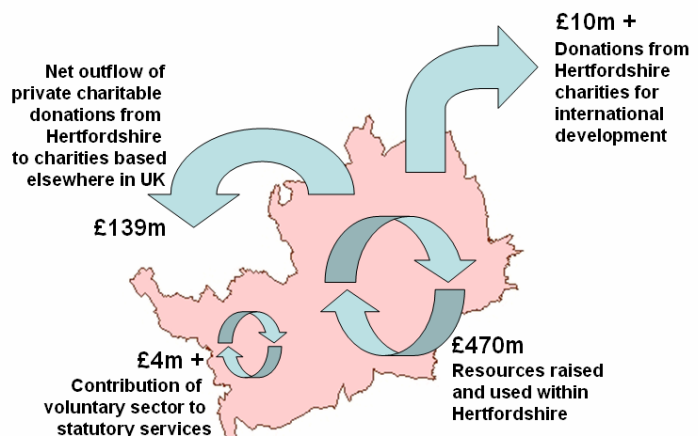 £10m +
Donations from
Hertfordshire
charities for
international
development
Net outflow of
private charitable
donations from
Hertfordshire
to charities based
elsewhere in UK
£139m
£4m +
Contribution of
voluntary sector to
statutory services
£470m
Resources raised
and used within
Hertfordshire